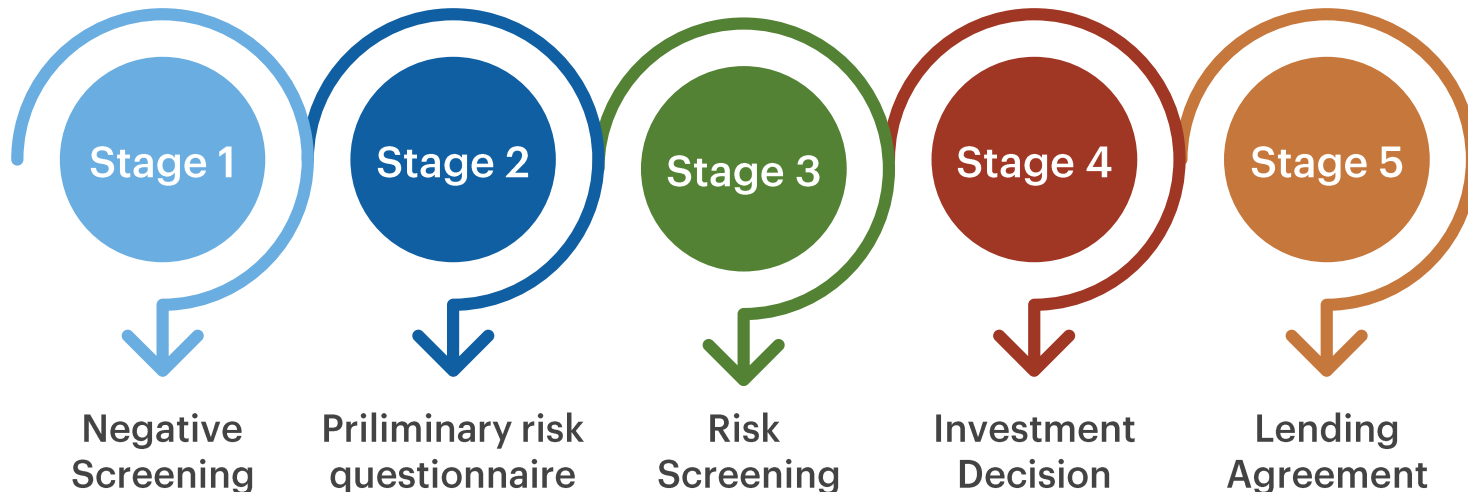 Stage 1
Stage 2
Stage 3
Stage 4
Stage 5
Negative
Screening
Priliminary risk
questionnaire
Risk
Screening
Investment
Decision
Lending
Agreement